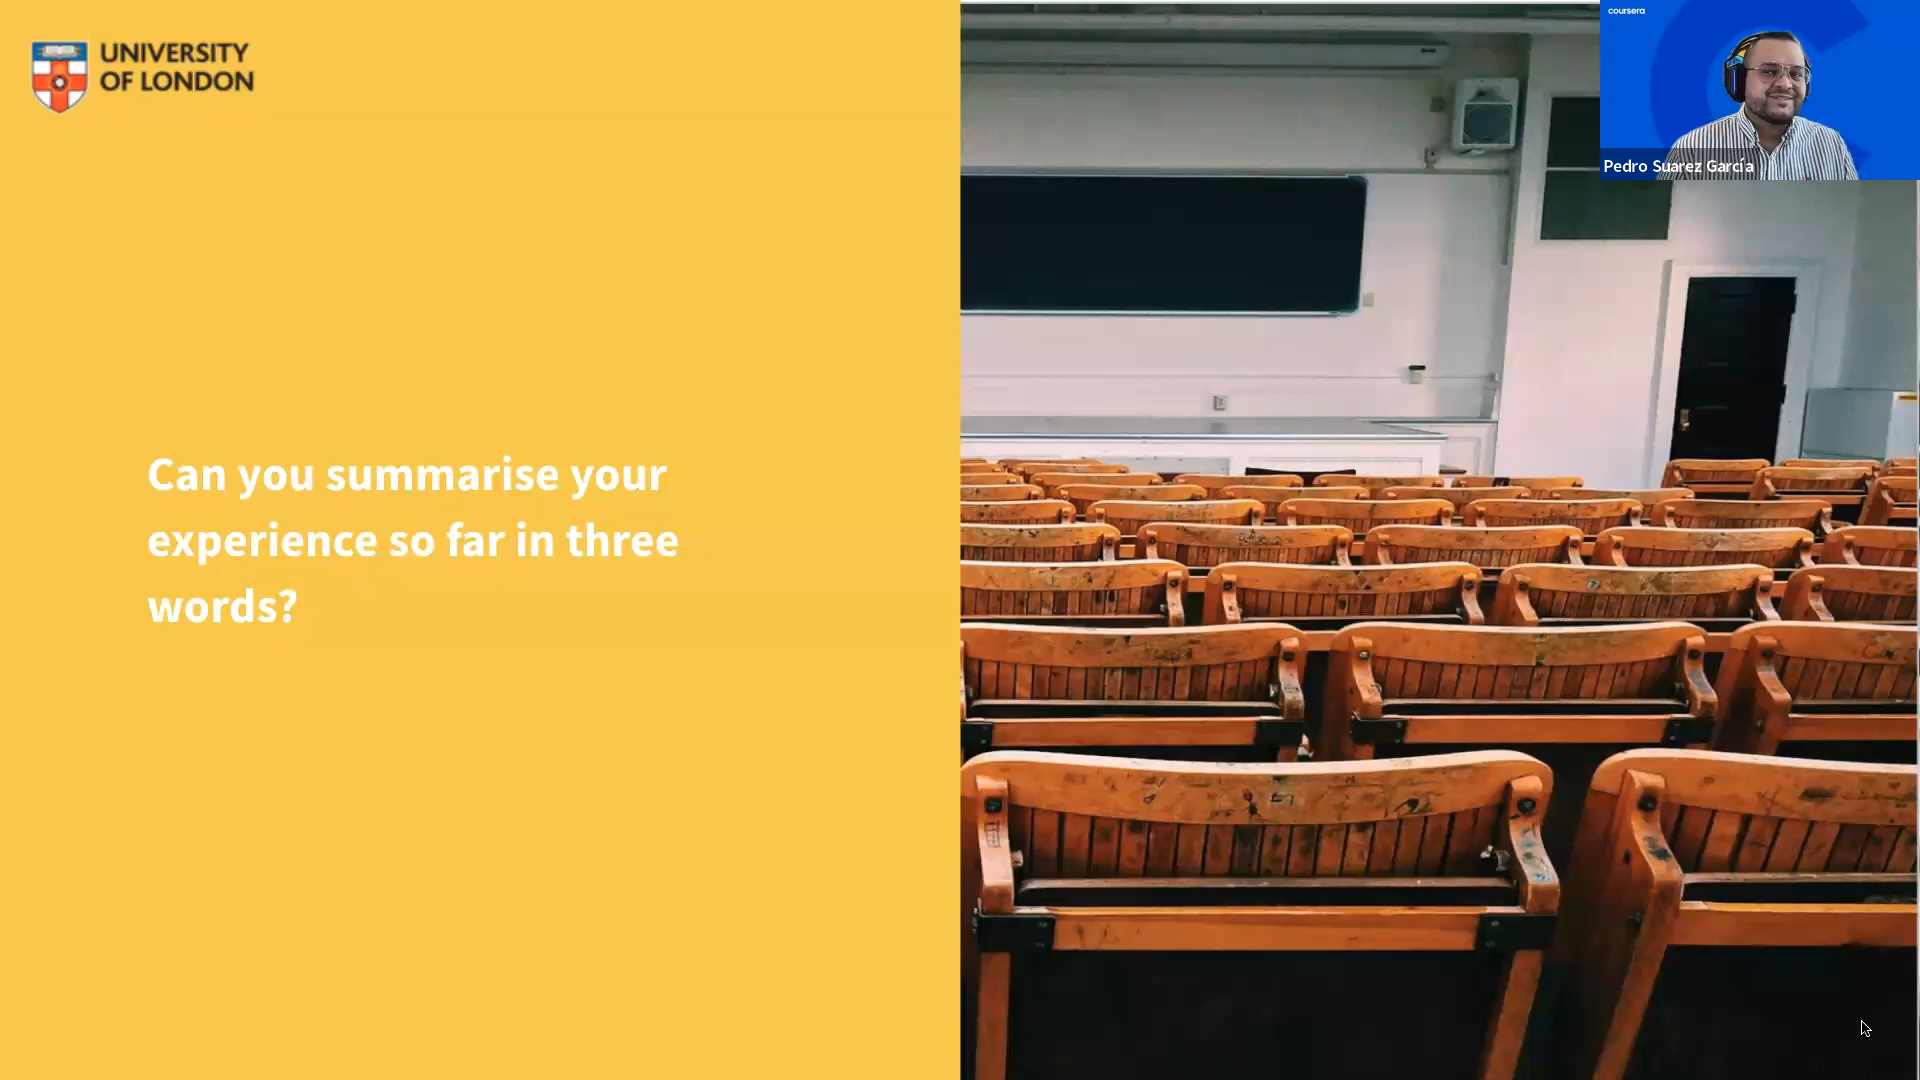 UNIVERSITY
OF LONDON
Can you summarise your
experience so far in three
words?
coursera
Pedro Suarez García